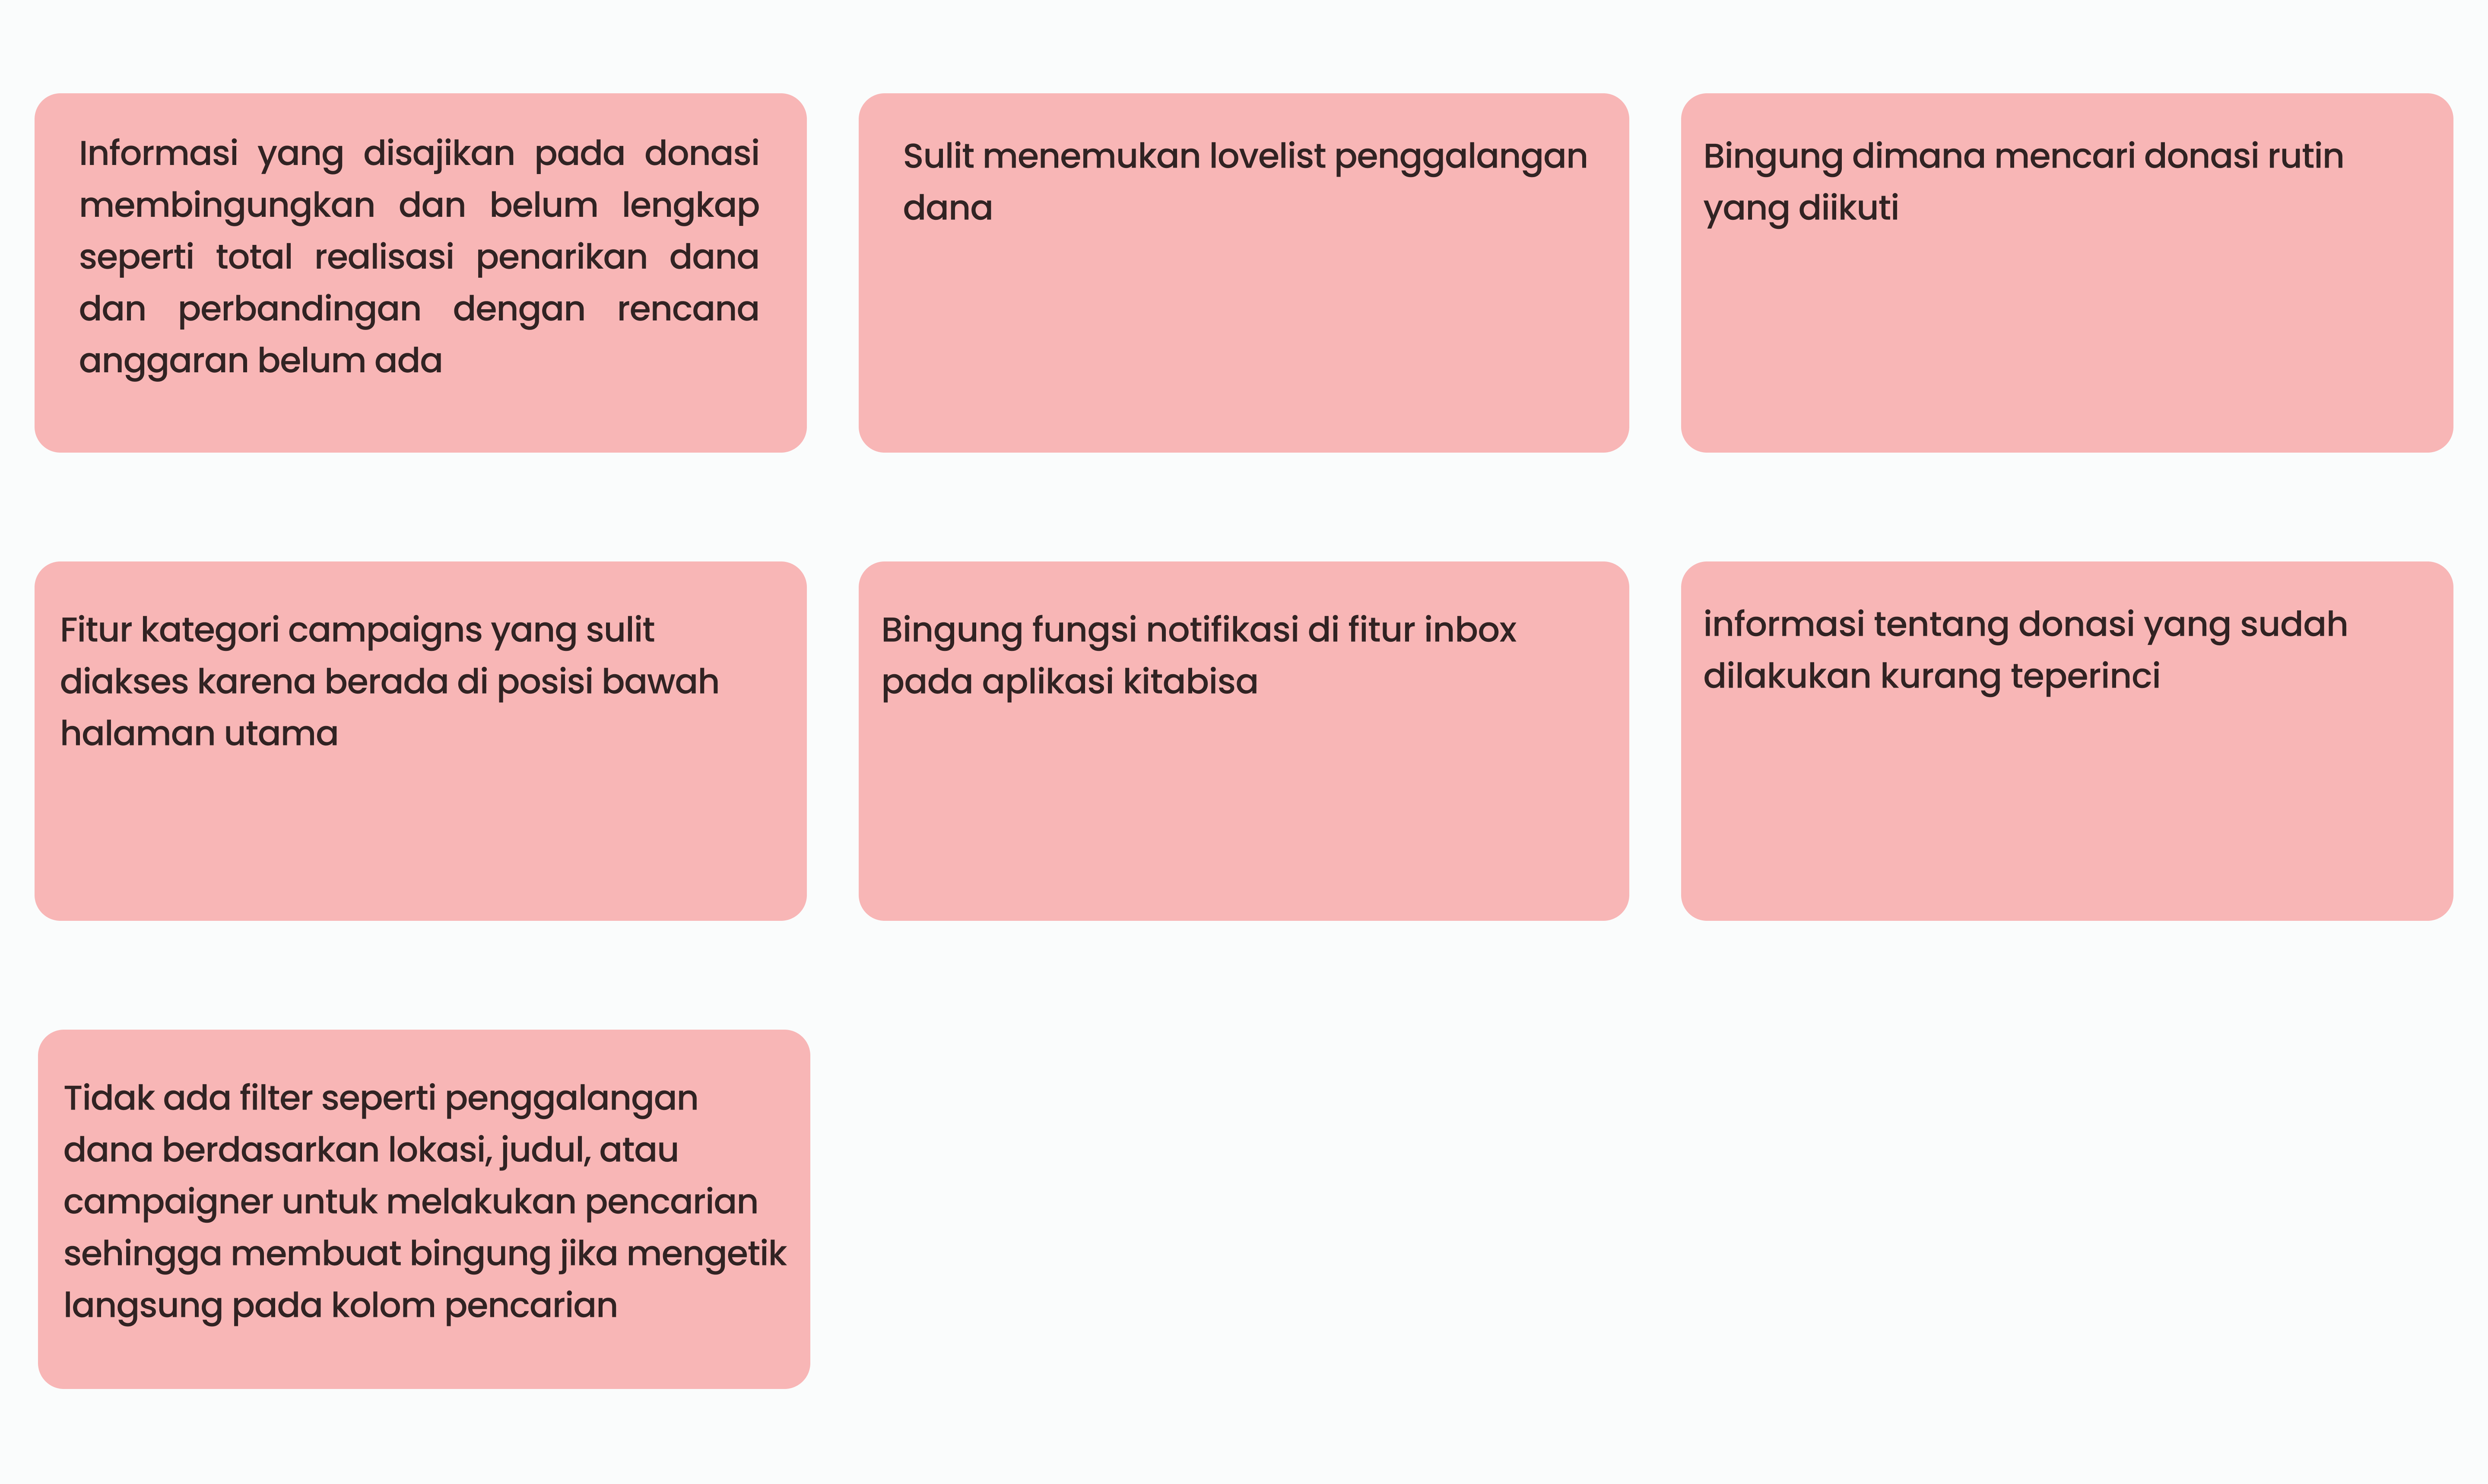 Informasi yang disajikan pada donasi
membingungkan dan belum lengkap
seperti total realisasi penarikan dana
dan perbandingan dengan rencana
anggaran belum ada
Sulit menemukan lovelist penggalangan
dana
Bingung dimana mencari donasi rutin
yang diikuti
Fitur kategori campaigns yang sulit
diakses karena berada di posisi bawah
halaman utama
Bingung fungsi notifikasi di fitur inbox
pada aplikasi kitabisa
informasi tentang donasi yang sudah
dilakukan kurang teperinci
Tidak ada filter seperti penggalangan
dana berdasarkan lokasi, judul, atau
campaigner untuk melakukan pencarian
sehingga membuat bingung jika mengetik
langsung pada kolom pencarian